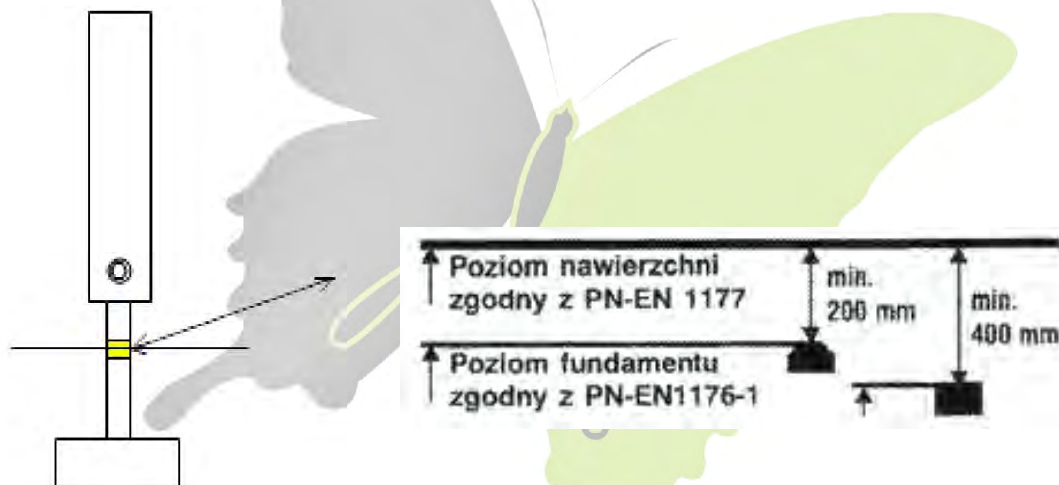 Poziom nawierzchni
zgodny z PN-EN 1177
min.
200 mm
min.
400 mm
Poziom fundamentu
zgodny z PN-EN1176-1